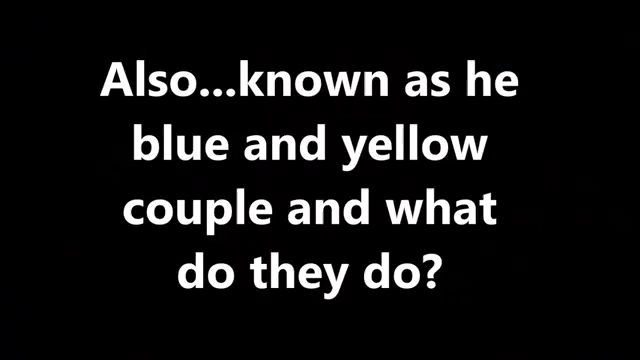 Also...known as he
blue and yellow
couple and what
do they do?